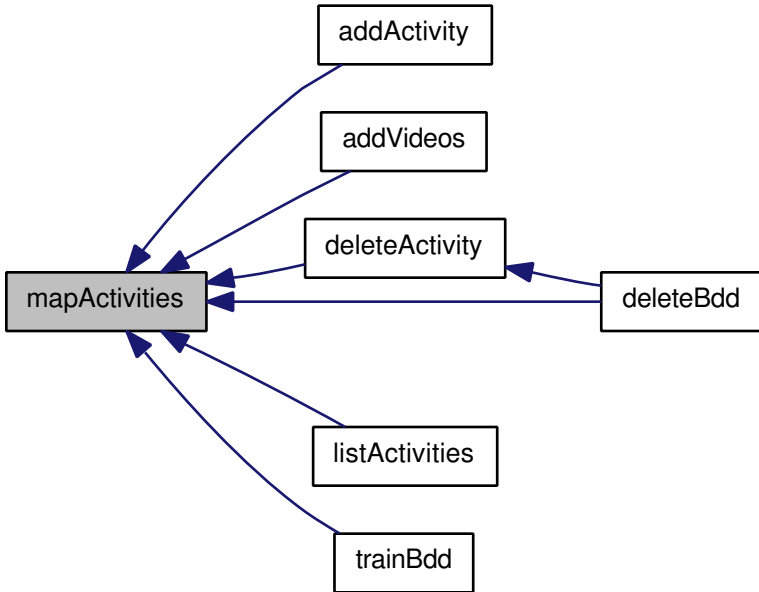 addActivity
addVideos
deleteActivity
mapActivities
deleteBdd
listActivities
trainBdd